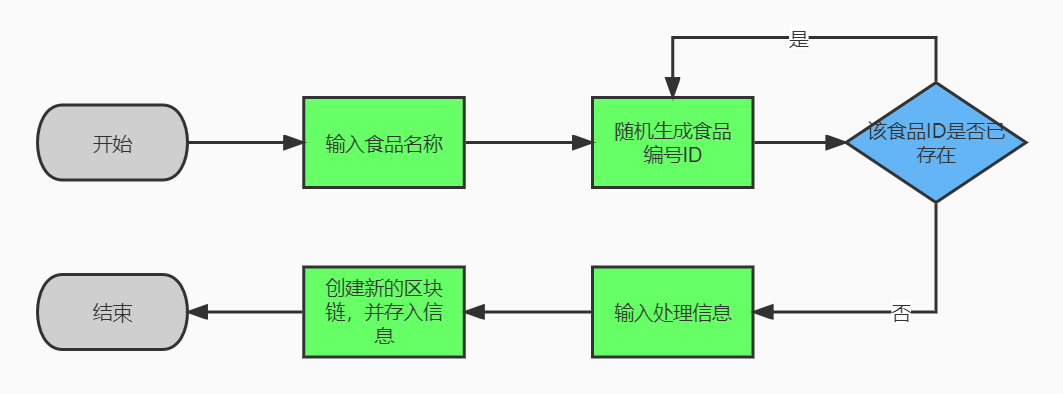 是
开始
输入食品名称
随机生成食品
编号ID
该食品ID是否已
存在
结束
创建新的区块
链，并存入信
息
输入处理信息
否